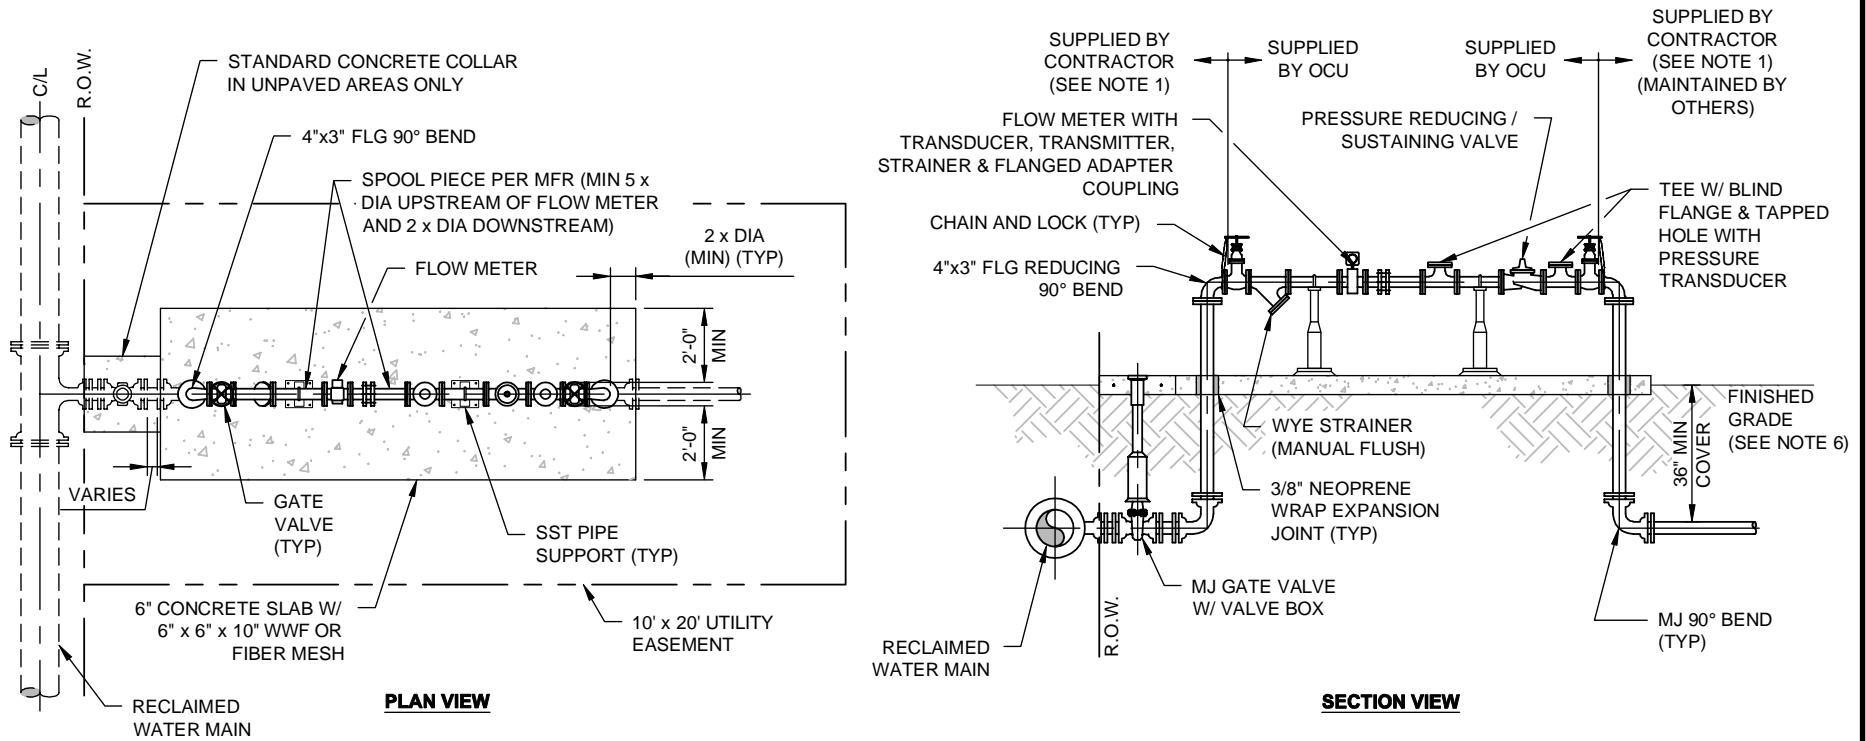 C/L
R.O.W.
STANDARD CONCRETE COLLAR
IN UNPAVED AREAS ONLY
4"x3" FLG 90° BEND
SPOOL PIECE PER MFR (MIN 5 x
DIA UPSTREAM OF FLOW METER
AND 2 x DIA DOWNSTREAM)
FLOW METER
2 x DIA
(MIN) (TYP)
2'-0"
MIN
2'-0"
MIN
VARIES
GATE
VALVE
(TYP)
SST PIPE
SUPPORT (TYP)
6" CONCRETE SLAB W/
6" x 6" x 10" WWF OR
FIBER MESH
10' x 20' UTILITY
EASEMENT
RECLAIMED
WATER MAIN
PLAN VIEW
SUPPLIED BY
CONTRACTOR
(SEE NOTE 1)
SUPPLIED
BY OCU
SUPPLIED
BY OCU
SUPPLIED BY
CONTRACTOR
(SEE NOTE 1)
(MAINTAINED BY
OTHERS)
FLOW METER WITH
TRANSDUCER, TRANSMITTER,
STRAINER & FLANGED ADAPTER
COUPLING
PRESSURE REDUCING /
SUSTAINING VALVE
CHAIN AND LOCK (TYP)
4"x3" FLG REDUCING
90° BEND
TEE W/ BLIND
FLANGE & TAPPED
HOLE WITH
PRESSURE
TRANSDUCER
WYE STRAINER
(MANUAL FLUSH)
3/8" NEOPRENE
WRAP EXPANSION
JOINT (TYP)
36" MIN
COVER
FINISHED
GRADE
(SEE NOTE 6)
MJ GATE VALVE
W/ VALVE BOX
R.O.W.
RECLAIMED
WATER MAIN
MJ 90° BEND
(TYP)
SECTION VIEW